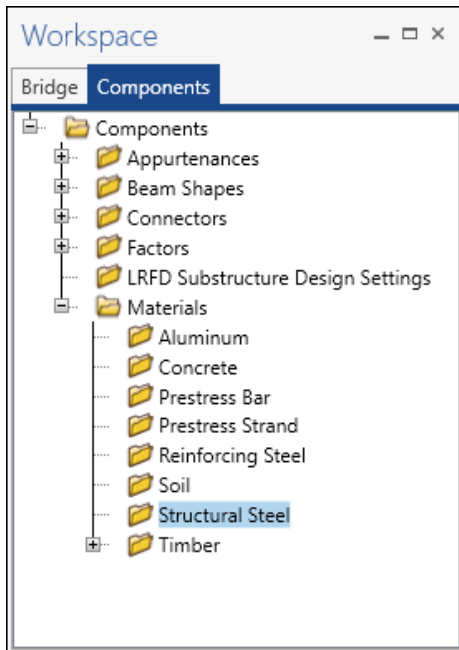 Workspace
Bridge Components
Components
Appurtenances
Beam Shapes
Connectors
Factors
LRFD Substructure Design Settings
Materials
Aluminum
Concrete
Prestress Bar
Prestress Strand
Reinforcing Steel
Soil
Structural Steel
Timber